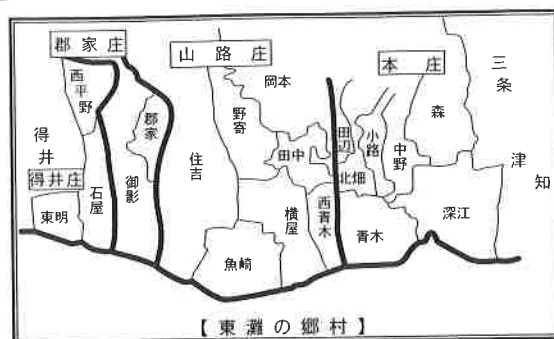 郡家庄
山路庄
本庄
西平野
郡家
得井
得井庄
東明
石屋
御影
住吉
野寄
岡本
田中
魚崎
横屋
西青木
田辺
小路
北畑
中野
森
青木
深江
三条
津知
【東灘の郷村】